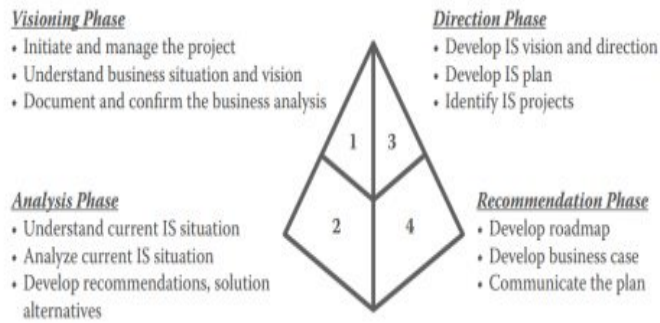 Visioning Phase
• Initiate and manage the project
• Understand business situation and vision
• Document and confirm the business analysis
Direction Phase
• Develop IS vision and direction
• Develop IS plan
• Identify IS projects
1 3
2 4
Analysis Phase
• Understand current IS situation
• Analyze current IS situation
• Develop recommendations, solution
alternatives
Recommendation Phase
• Develop roadmap
• Develop business case
• Communicate the plan